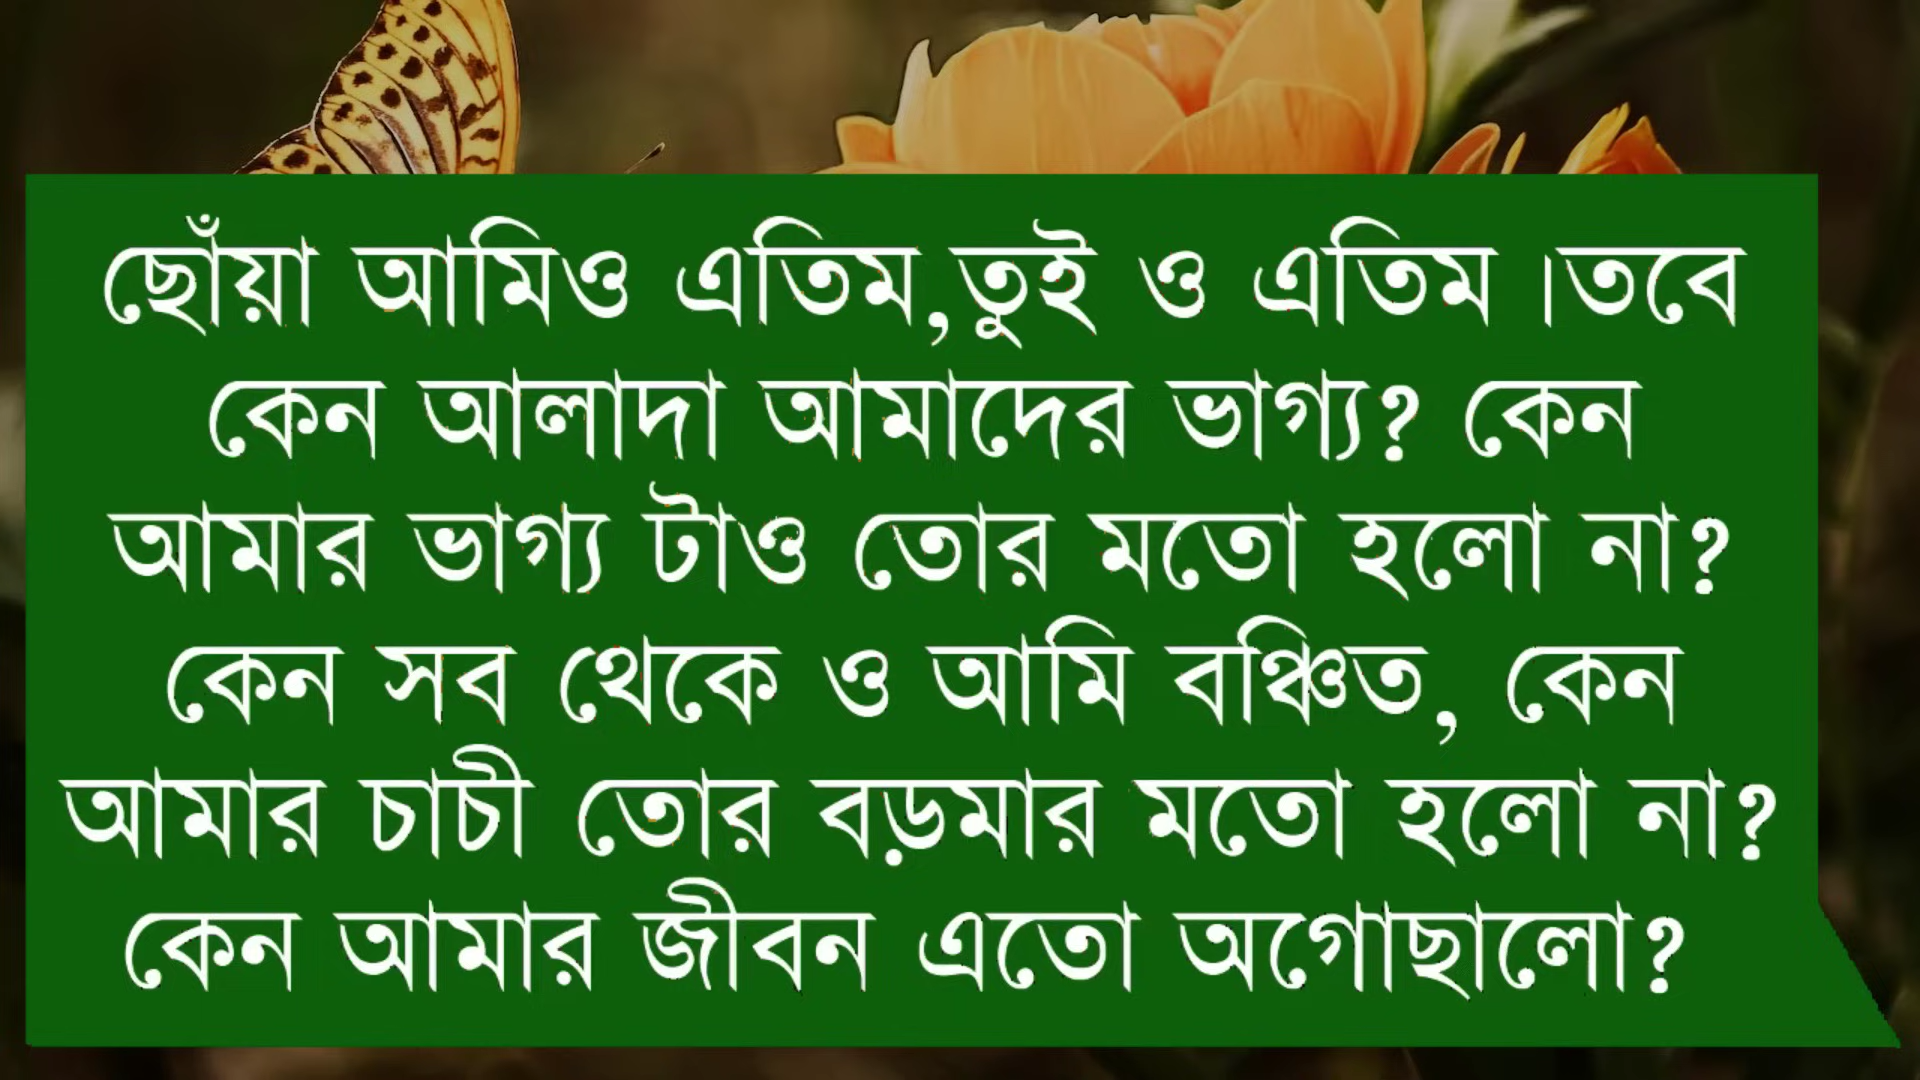 ছোঁয়া আমিও এতিম,তুই ও এতিম ।তবে
কেন আলাদা আমাদের ভাগ্য? কেন
আমার ভাগ্য টাও তোর মতো হলো না?
কেন সব থেকে ও আমি বঞ্চিত, কেন
আমার চাচী তোর বড়মার মতো হলো না?
কেন আমার জীবন এতো অগোছালো?